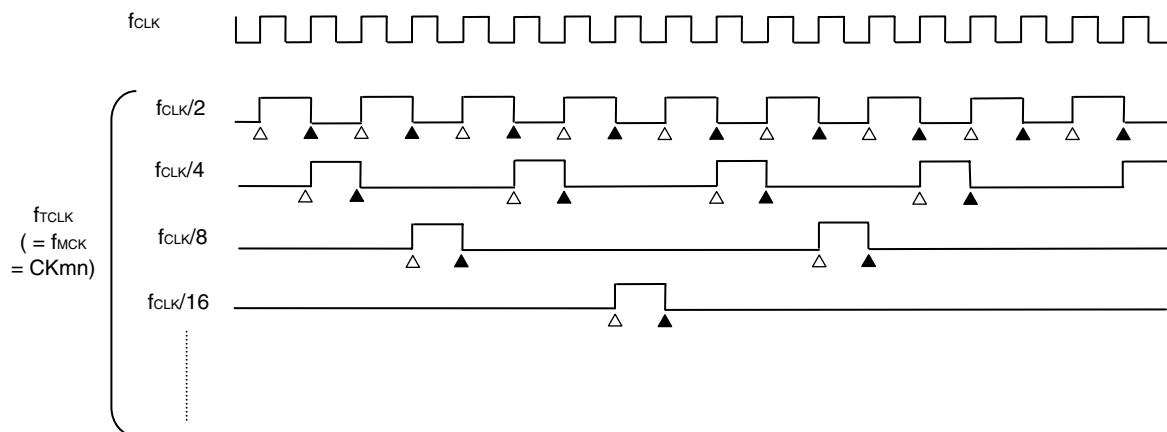 fCLK
fCLK/2
fCLK/4
fTCLK
( = fMCK
= CKmn)
fCLK/8
fCLK/16